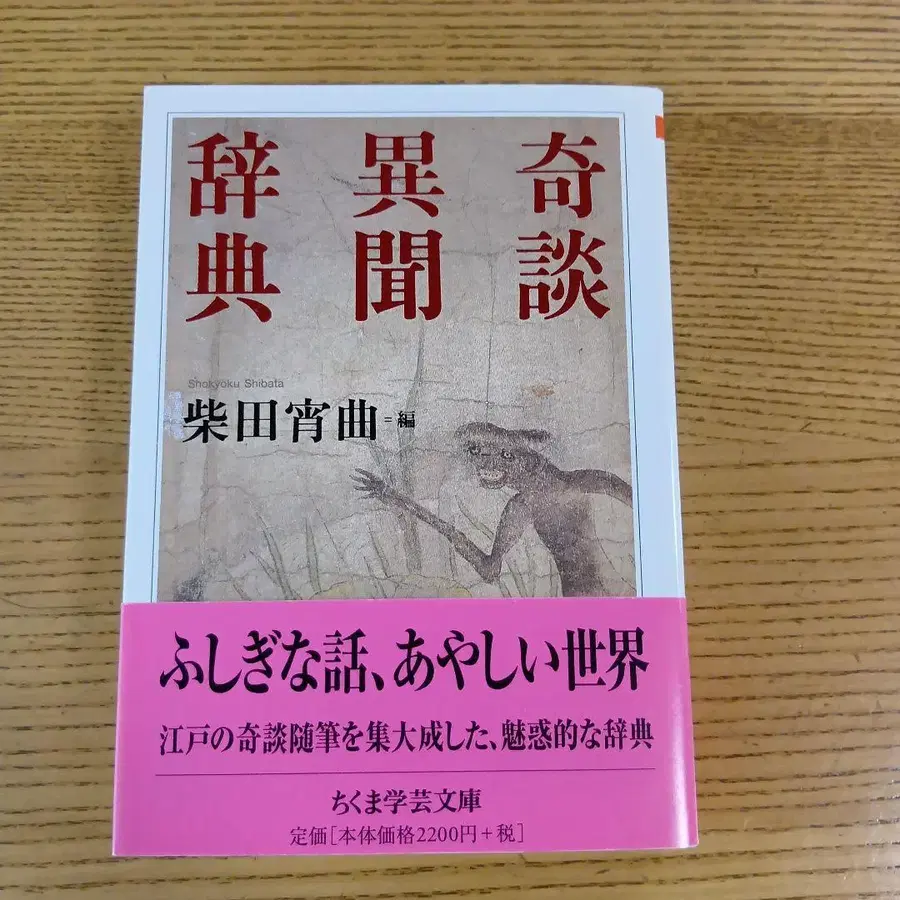 奇談
異聞
辞典
Shokyoku Shibata
柴田宵曲=編
ふしぎな話、あやしい世界
江戸の奇談随筆を集大成した、魅惑的な辞典
ちくま学芸文庫
定価[本体価格2200円+税]